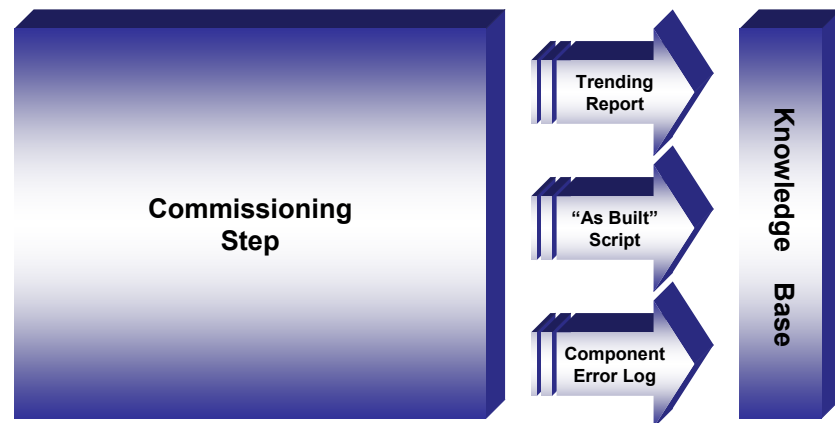 Commissioning
Step
Trending
Report
“As Built”
Script
Component
Error Log
Knowledge Base